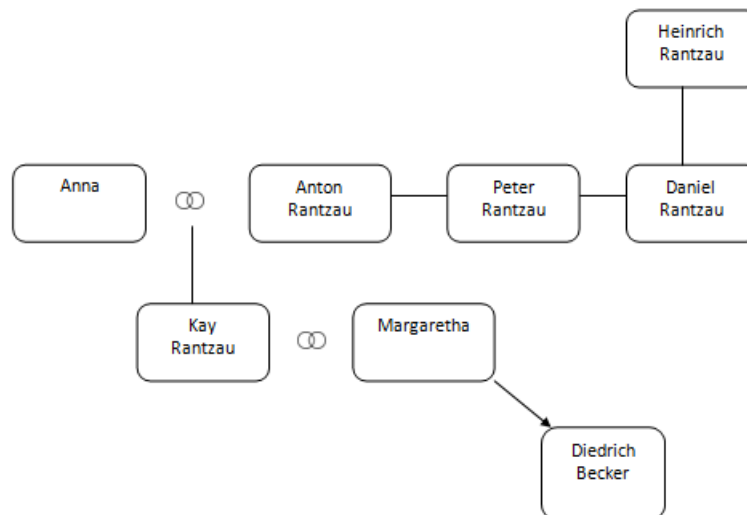 Heinrich
Rantzau
Anna
Anton
Rantzau
Peter
Rantzau
Daniel
Rantzau
Kay
Rantzau
Margaretha
Diedrich
Becker